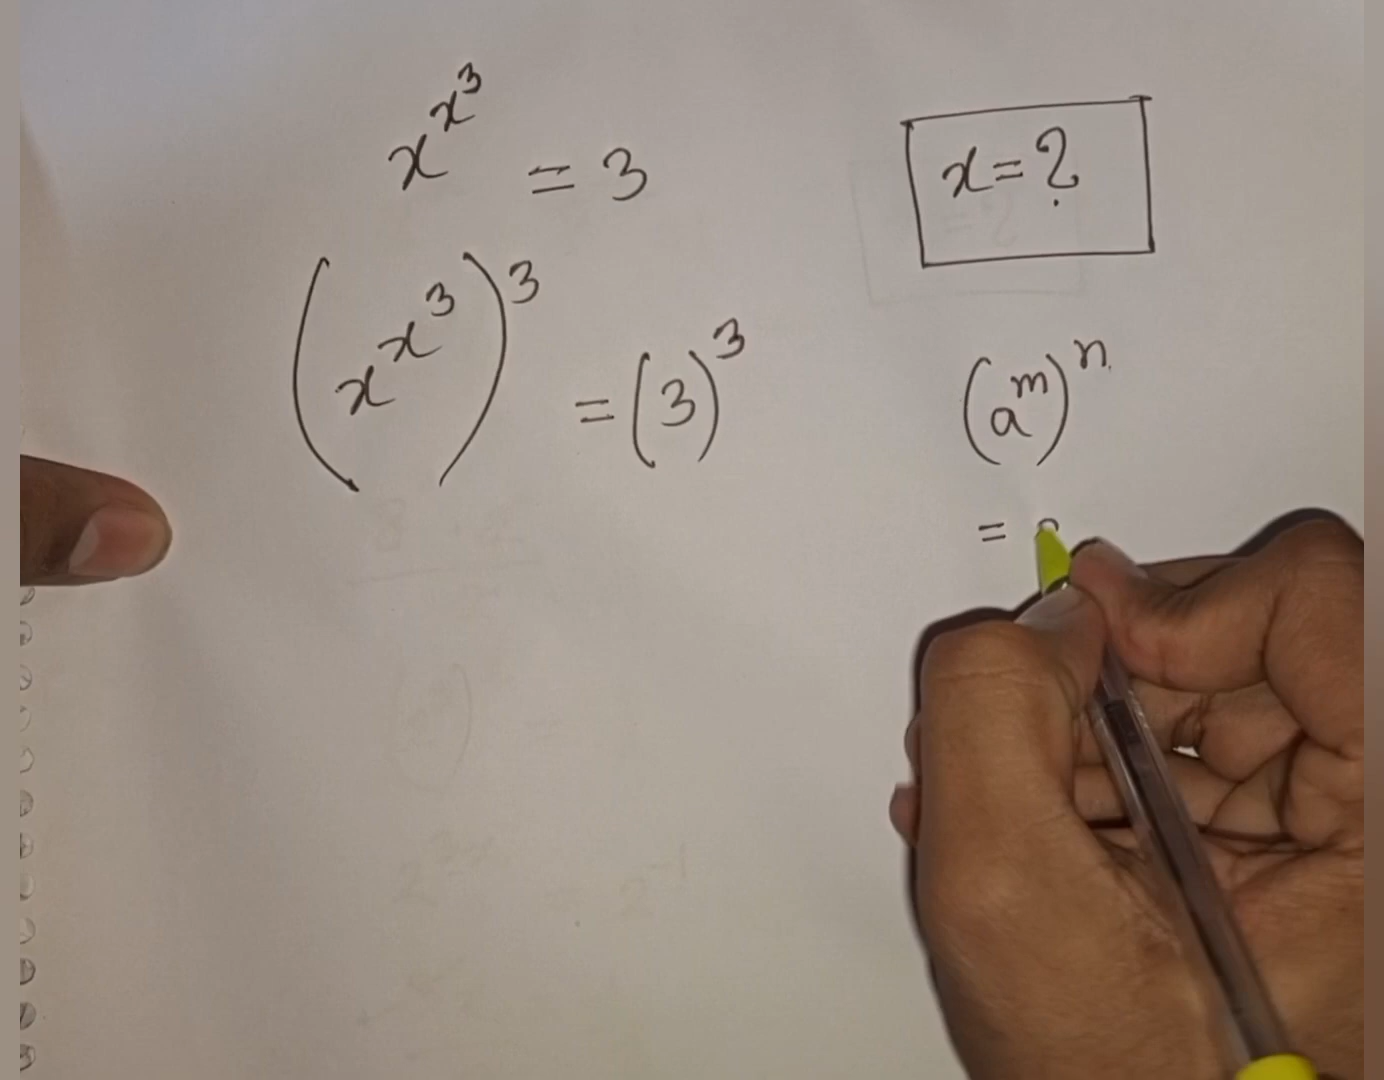 x^{x^3} = 3
x = ?
(x^{x^3})^3 = (3)^3
(a^m)^n
=